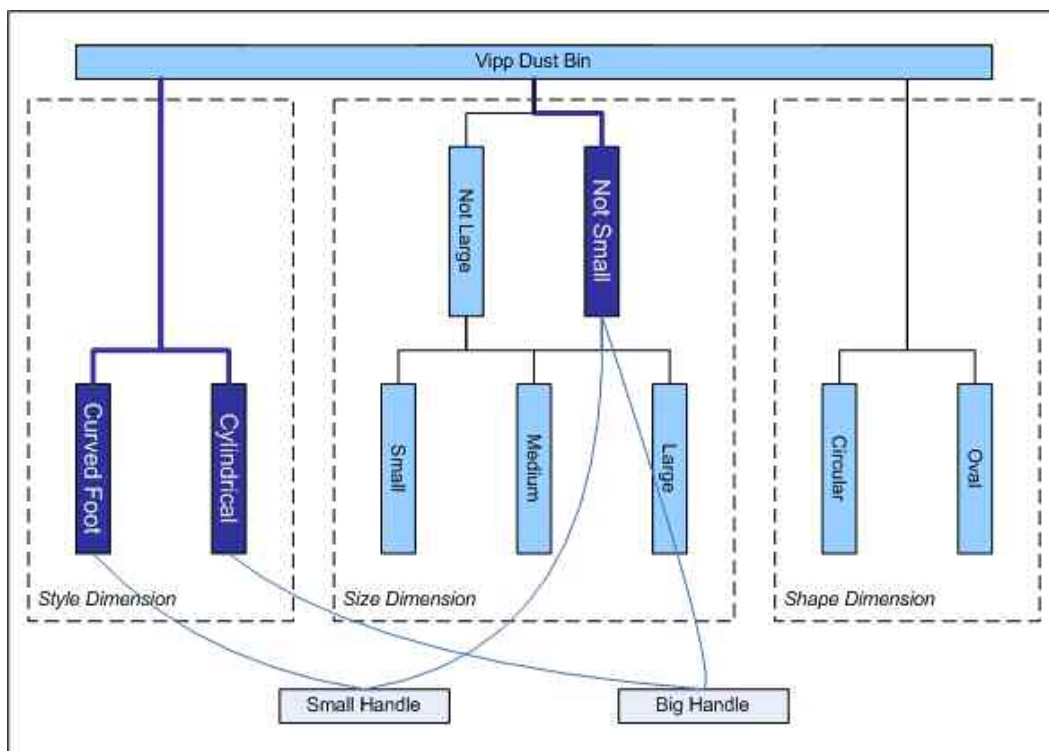 Vipp Dust Bin
Not Large
Not Small
Curved Foot
Cylindrical
Small
Medium
Large
Circular
Oval
Style Dimension
Size Dimension
Shape Dimension
Small Handle
Big Handle